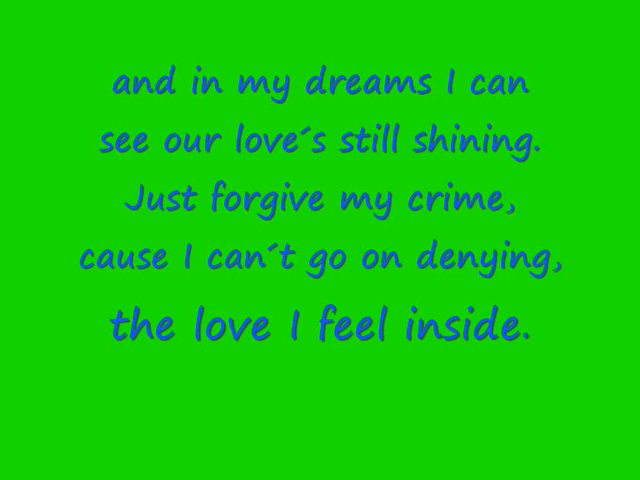 and in my dreams I can
see our love´s still shining.
Just forgive my crime,
cause I can´t go on denying,
the love I feel inside.